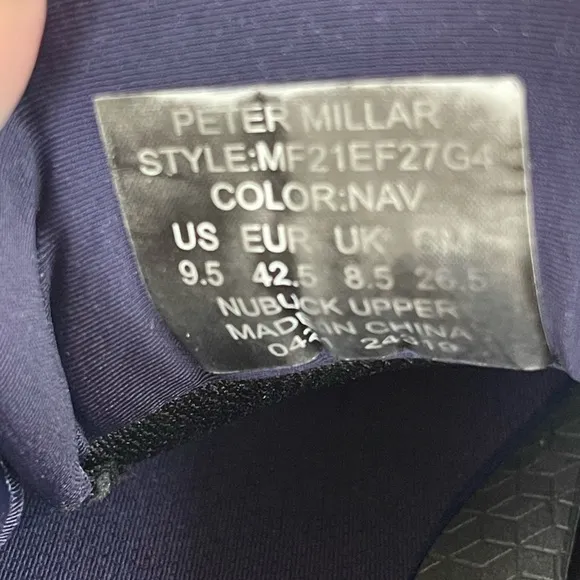 PETER MILLAR
STYLE:MF21EF27G4
COLOR:NAV
US EUR UK
9.5 42.5 8.5 26.5
NUBUCK UPPER
MADE IN CHINA